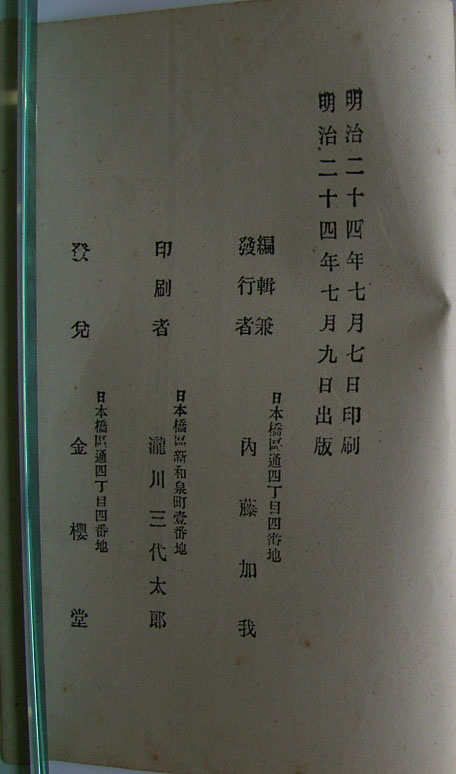 明治二十四年七月七日印刷
明治二十四年七月九日出版
編輯兼
發行者
日本橋區通四丁目四番地
內藤加我
印刷者
日本橋區新和泉町壹番地
瀧川三代太郎
發兌
日本橋區通四丁目四番地
金櫻堂